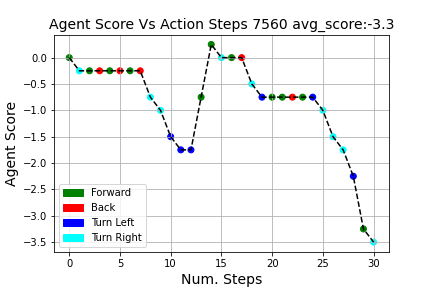 Agent Score Vs Action Steps 7560 avg_score:-3.3
0.0
−0.5
−1.0
−1.5
−2.0
−2.5
−3.0
−3.5
Agent Score
Forward
Back
Turn Left
Turn Right
0 5 10 15 20 25 30
Num. Steps